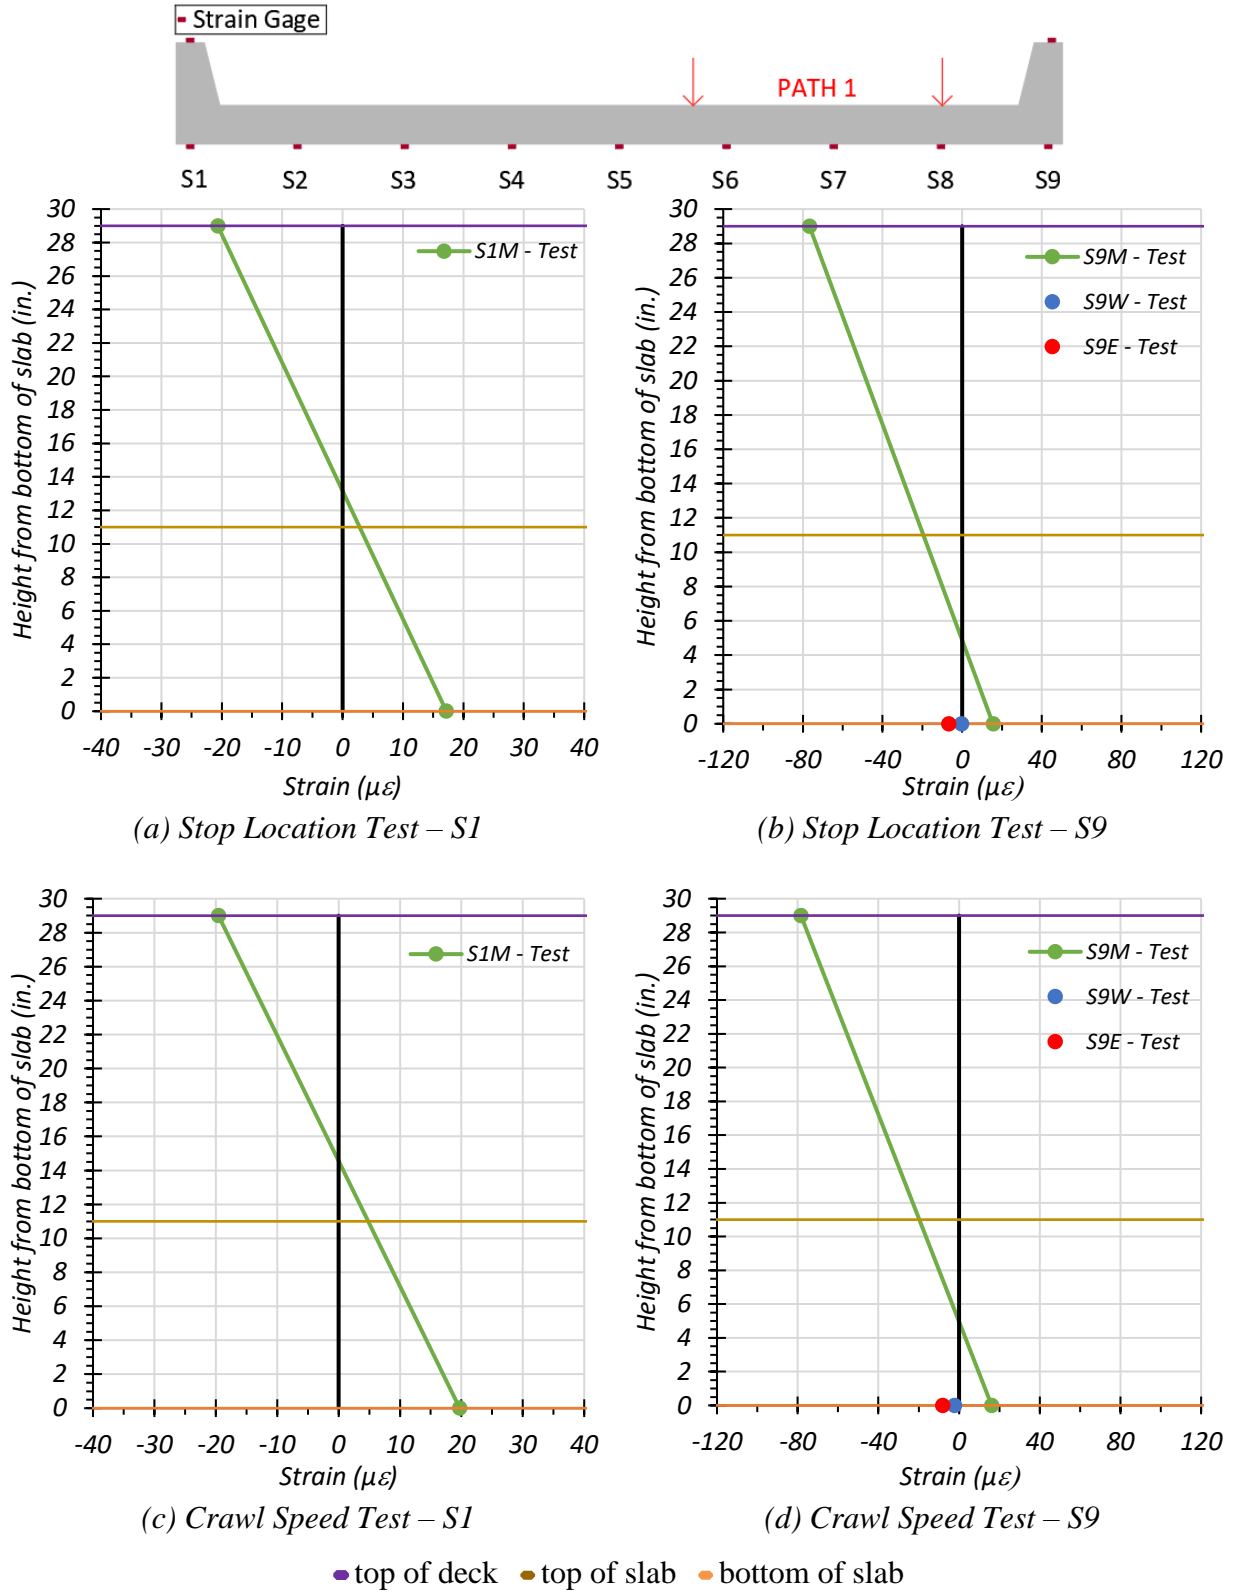 Strain Gage
PATH 1
S1 S2 S3 S4 S5 S6 S7 S8 S9
Height from bottom of slab (in.)
30
28
26
24
22
20
18
16
14
12
10
8
6
4
2
0
S1M - Test
-40 -30 -20 -10 0 10 20 30 40
Strain (με)
(a) Stop Location Test – S1
Height from bottom of slab (in.)
30
28
26
24
22
20
18
16
14
12
10
8
6
4
2
0
S9M - Test
S9W - Test
S9E - Test
-120 -80 -40 0 40 80 120
Strain (με)
(b) Stop Location Test – S9
Height from bottom of slab (in.)
30
28
26
24
22
20
18
16
14
12
10
8
6
4
2
0
S1M - Test
-40 -30 -20 -10 0 10 20 30 40
Strain (με)
(c) Crawl Speed Test – S1
Height from bottom of slab (in.)
30
28
26
24
22
20
18
16
14
12
10
8
6
4
2
0
S9M - Test
S9W - Test
S9E - Test
-120 -80 -40 0 40 80 120
Strain (με)
(d) Crawl Speed Test – S9
top of deck top of slab bottom of slab